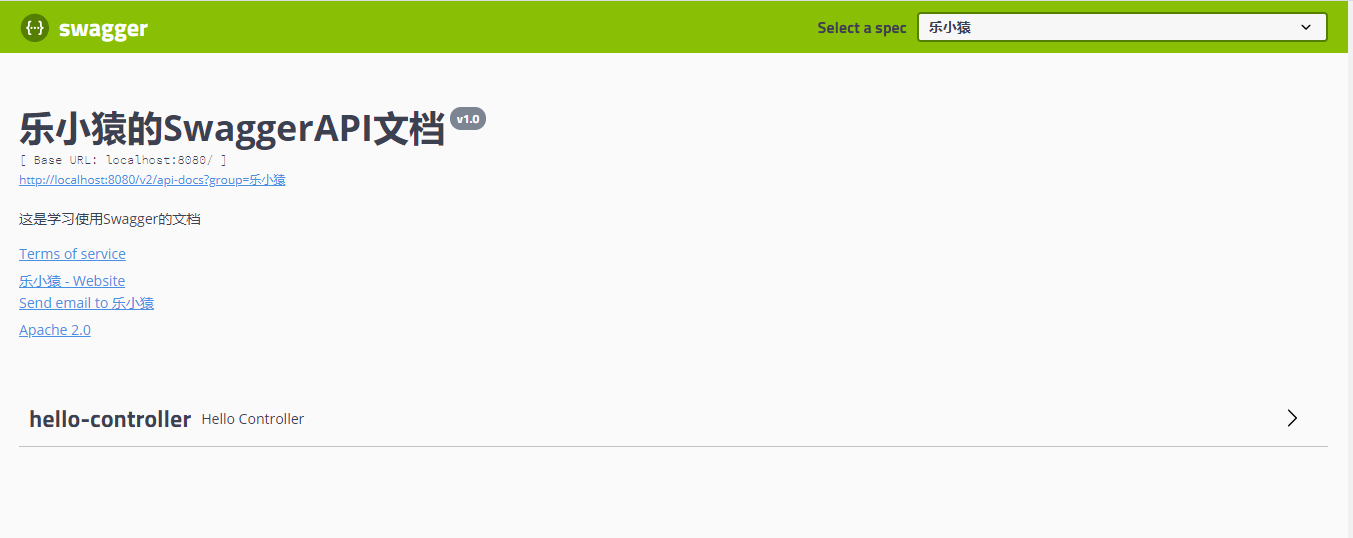 swagger
Select a spec 乐小猿
乐小猿的SwaggerAPI文档 v1.0
[ Base URL: localhost:8080/ ]
http://localhost:8080/v2/api-docs?group=乐小猿
这是学习使用Swagger的文档
Terms of service
乐小猿 - Website
Send email to 乐小猿
Apache 2.0
hello-controller Hello Controller